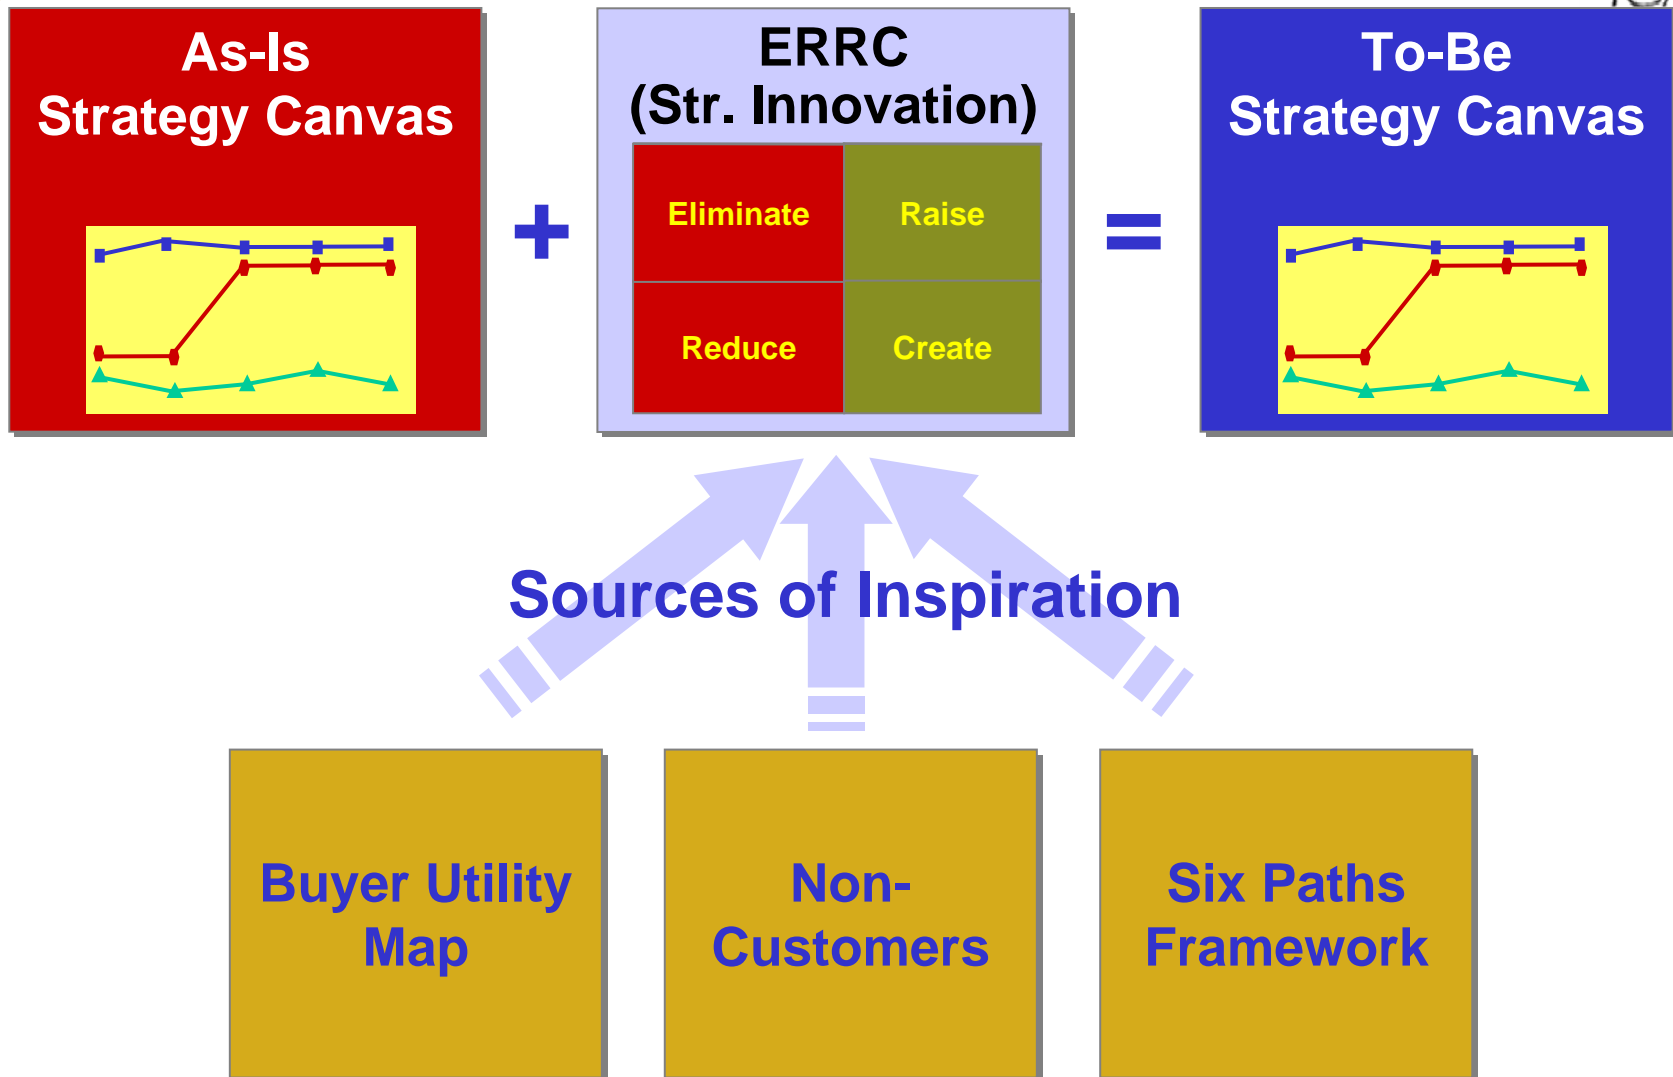 As-Is
Strategy Canvas
+
ERRC
(Str. Innovation)
Eliminate
Raise
Reduce
Create
=
To-Be
Strategy Canvas
Sources of Inspiration
Buyer Utility
Map
Non-
Customers
Six Paths
Framework